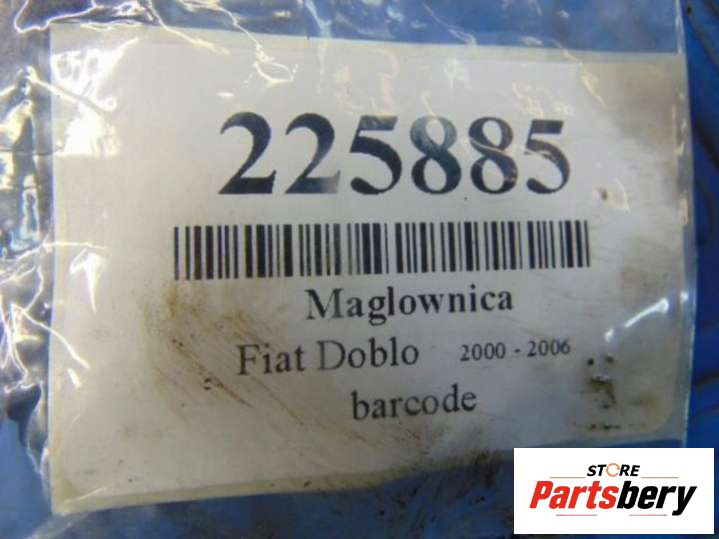 225885
Maglownica
Fiat Doblo 2000 - 2006
barcode
STORE
Partsbery